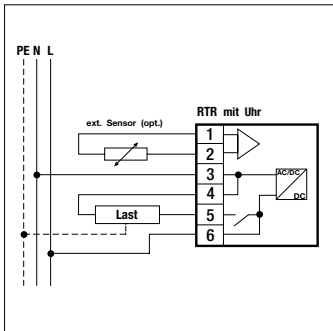 PE N L
ext. Sensor (opt.)
RTR mit Uhr
1
2
3
4
5
6
Last
AC/DC
DC